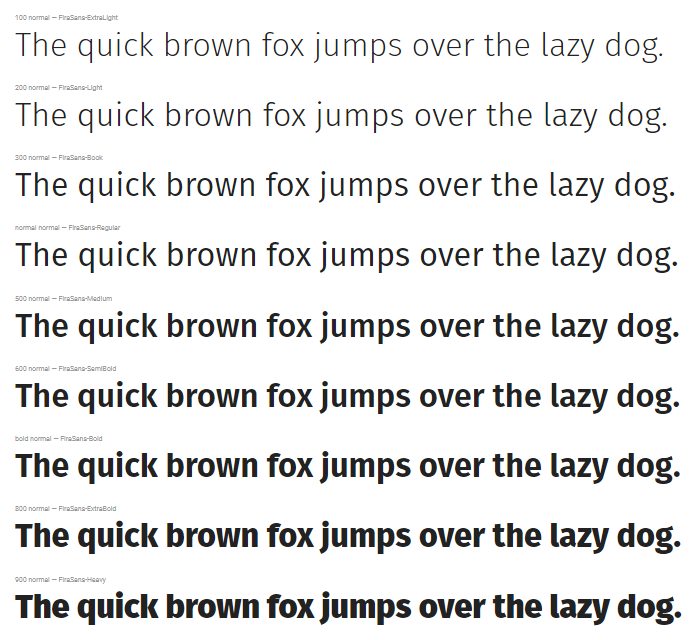 100 normal — FiraSans-ExtraLight
The quick brown fox jumps over the lazy dog.
200 normal — FiraSans-Light
The quick brown fox jumps over the lazy dog.
300 normal — FiraSans-Book
The quick brown fox jumps over the lazy dog.
normal normal — FiraSans-Regular
The quick brown fox jumps over the lazy dog.
500 normal — FiraSans-Medium
The quick brown fox jumps over the lazy dog.
600 normal — FiraSans-SemiBold
The quick brown fox jumps over the lazy dog.
bold normal — FiraSans-Bold
The quick brown fox jumps over the lazy dog.
800 normal — FiraSans-ExtraBold
The quick brown fox jumps over the lazy dog.
900 normal — FiraSans-Heavy
The quick brown fox jumps over the lazy dog.